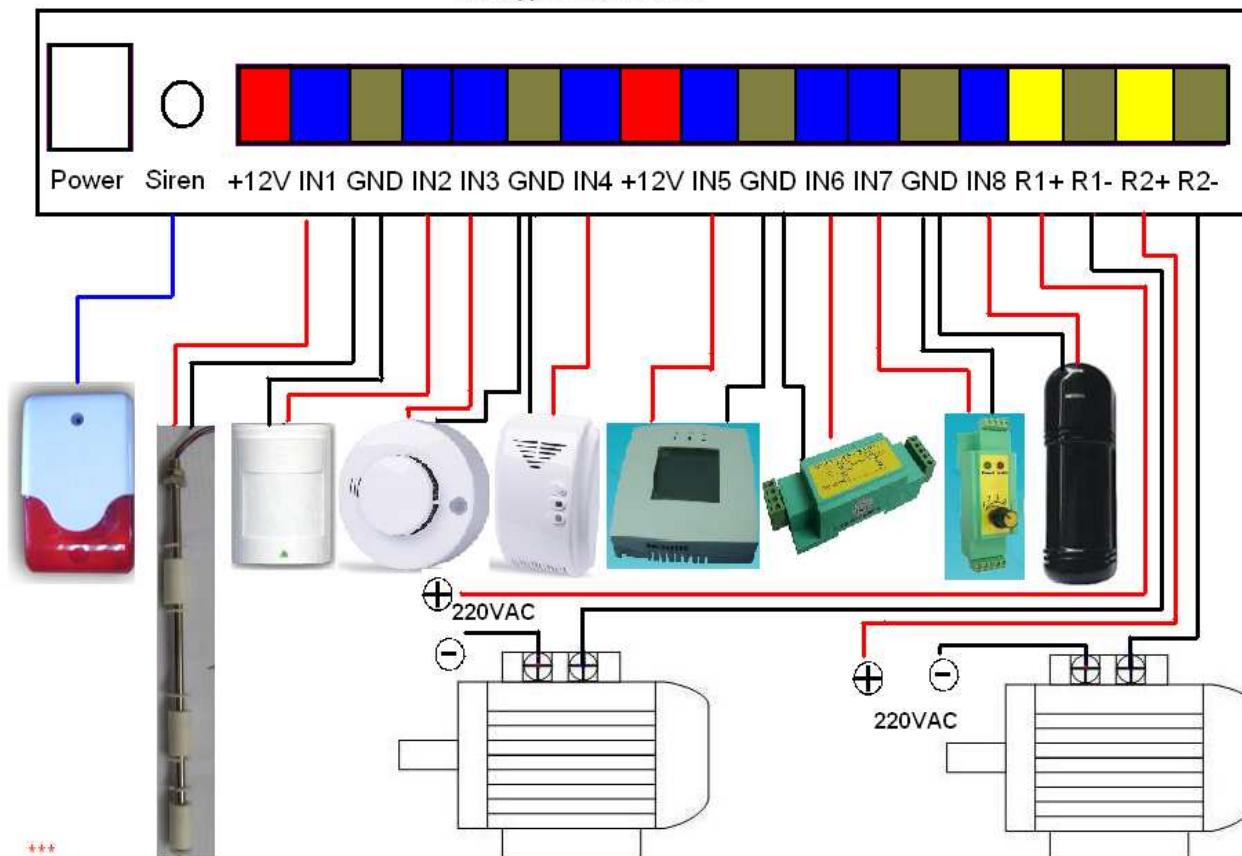 Power Siren +12V IN1 GND IN2 IN3 GND IN4 +12V IN5 GND IN6 IN7 GND IN8 R1+ R1- R2+ R2-
+
220VAC
-
+
-
220VAC
***